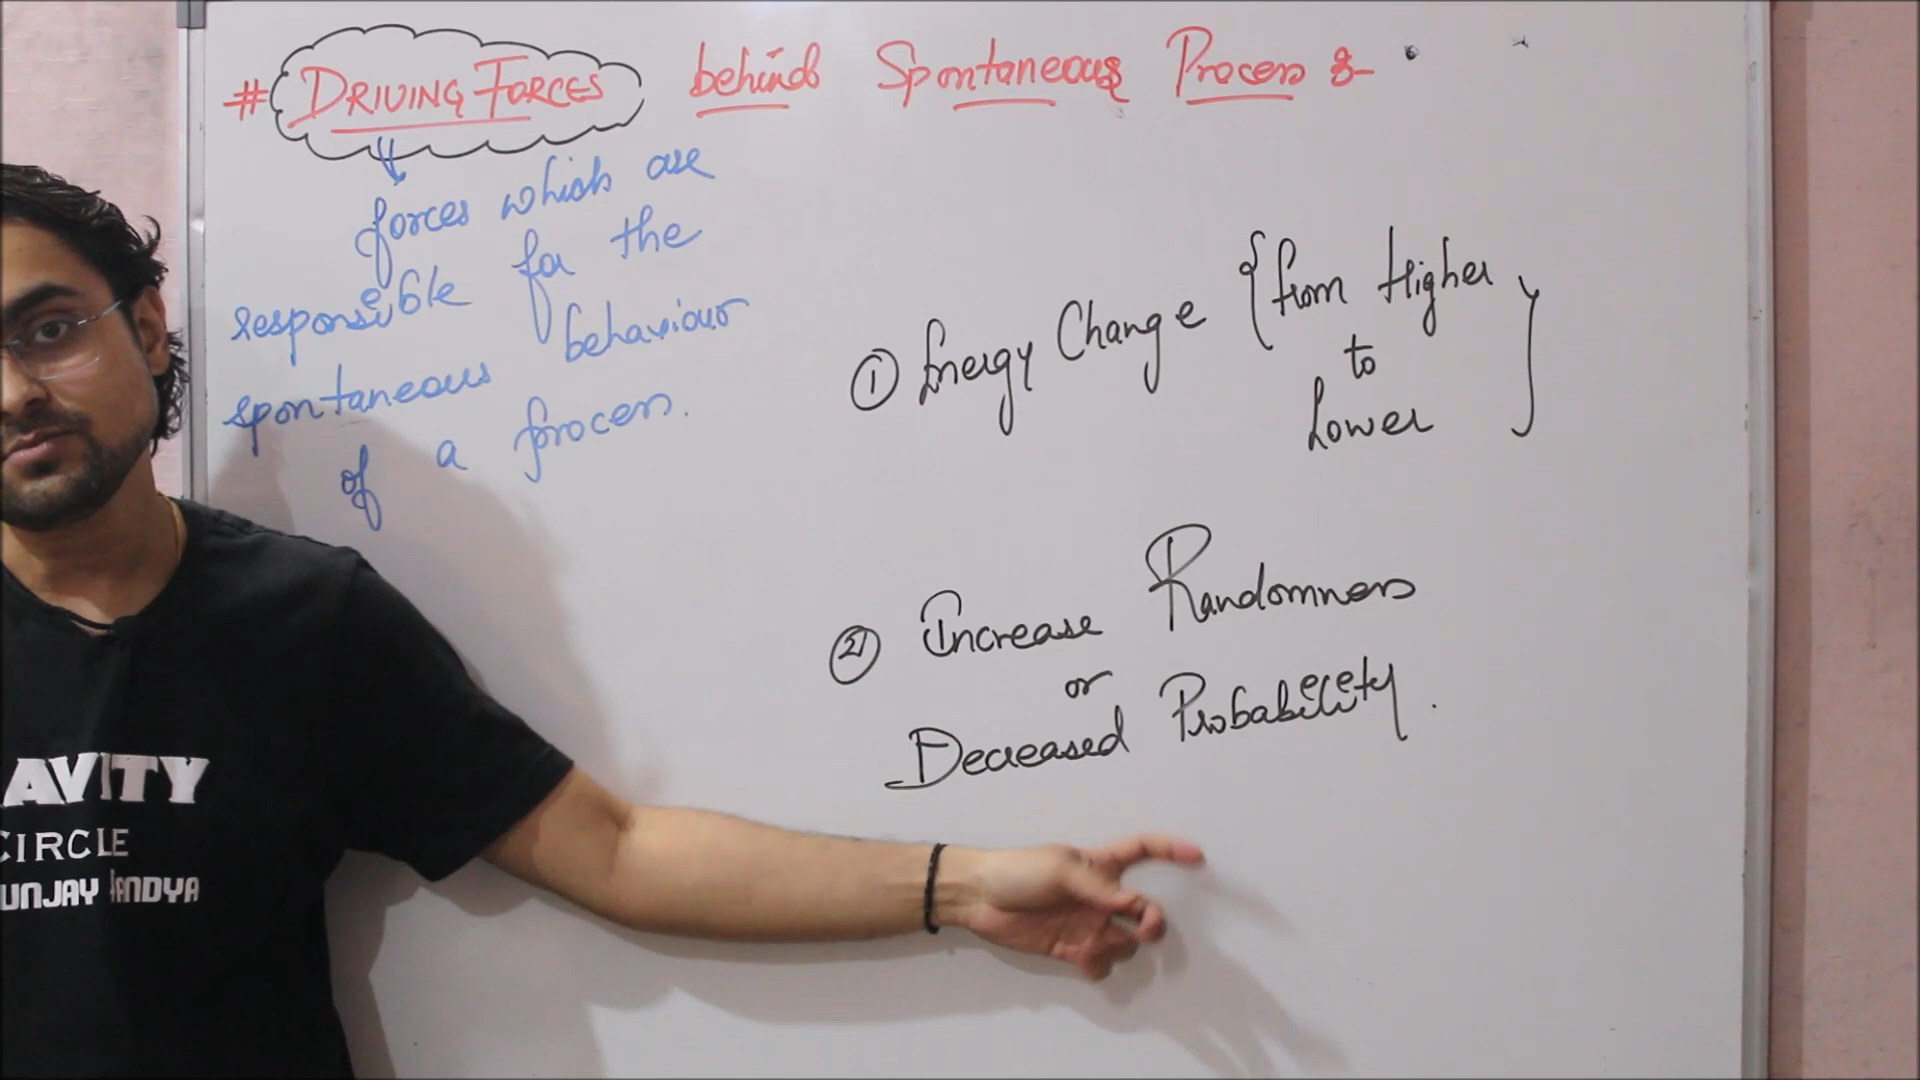 # DRIVING FORCES behind Spontaneous Process :-
forces which are
responsible for the
spontaneous behaviour
of a process.
① Energy Change {from Higher
to
Lower}
② Increase Randomness
or
Decreased Probability.
AVITY
CIRCLE
UNJAY PANDYA